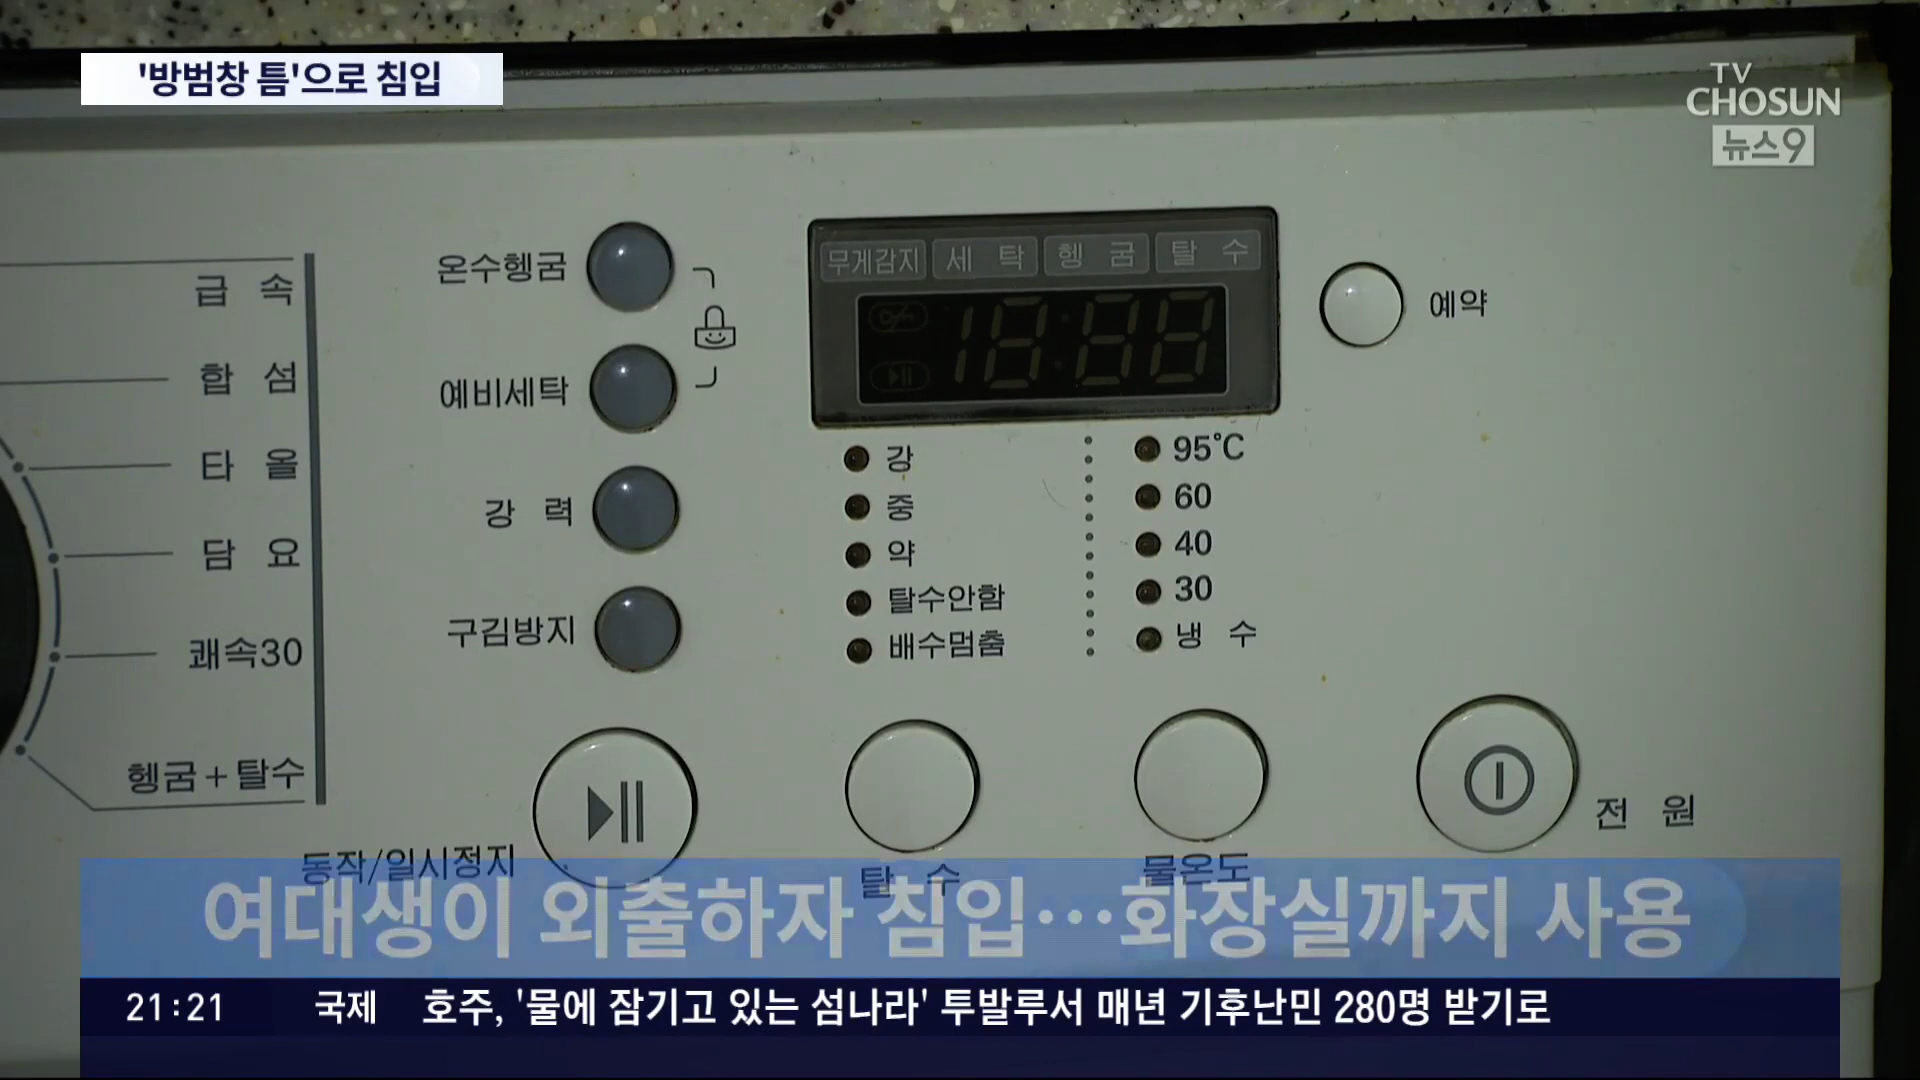 '방범창 틈'으로 침입
TV
CHOSUN
뉴스9
급 속
합 섬
타 올
담 요
쾌속30
헹굼+탈수
온수헹굼
예비세탁
강 력
구김방지
무게감지 세 탁 헹 굼 탈 수
18:88
예약
강
중
약
탈수안함
배수멈춤
95℃
60
40
30
냉 수
동작/일시정지
탈 수
물온도
전 원
여대생이 외출하자 침입…화장실까지 사용
21:21 국제 호주, '물에 잠기고 있는 섬나라' 투발루서 매년 기후난민 280명 받기로